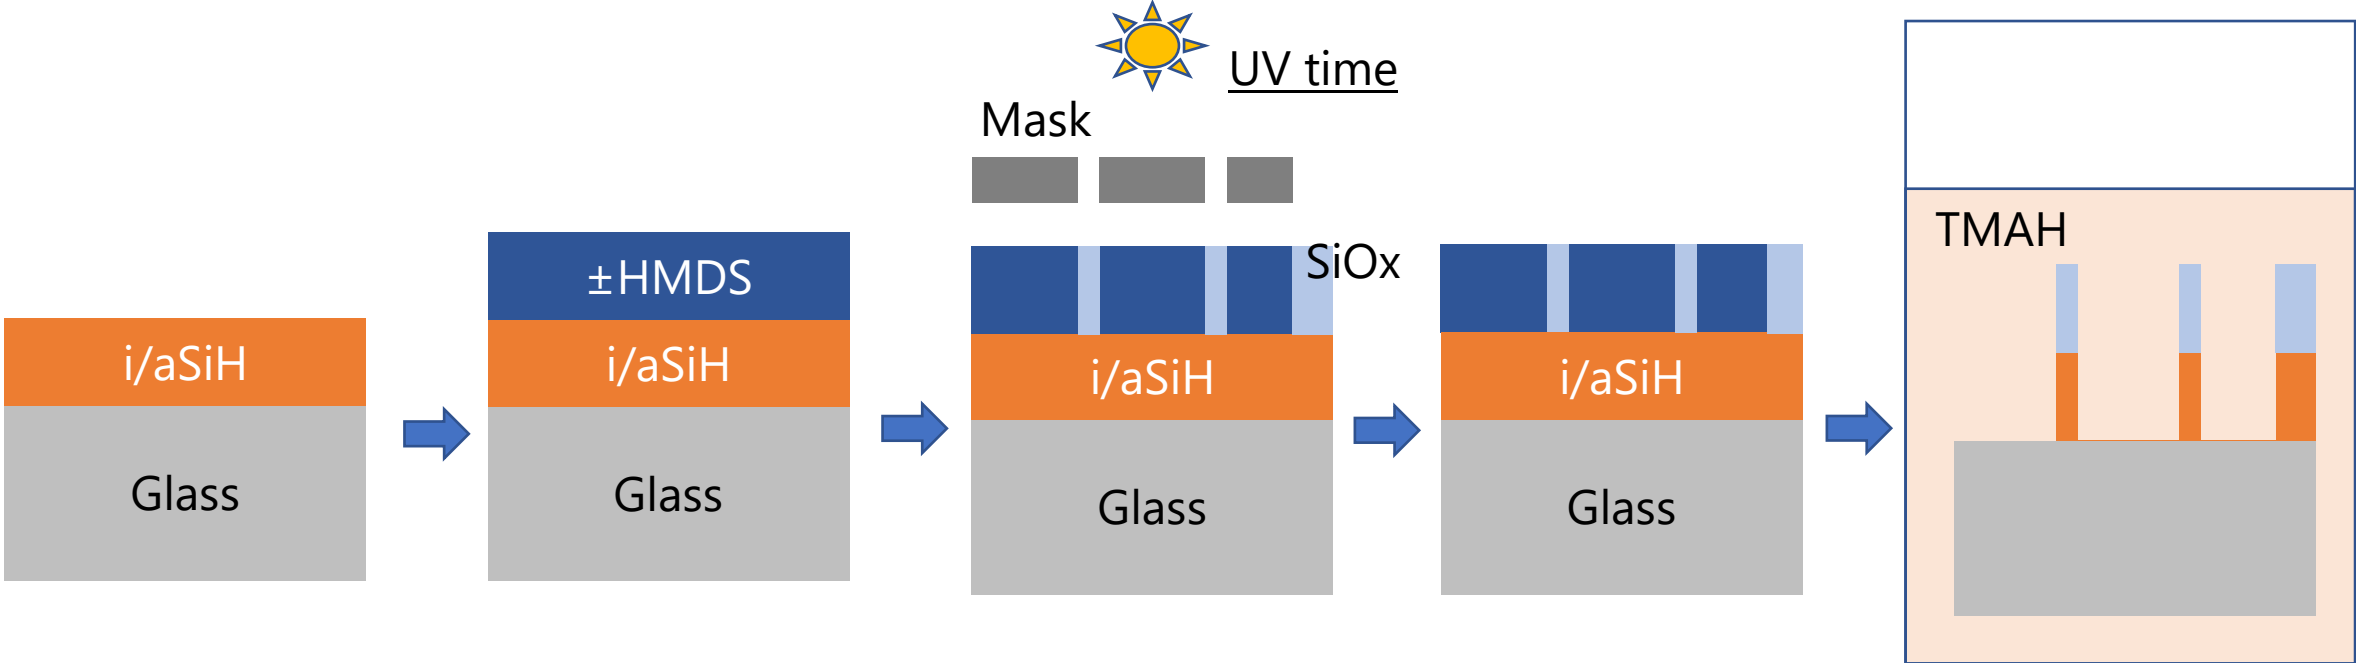 i/aSiH
Glass
±HMDS
i/aSiH
Glass
UV time
Mask
SiOx
i/aSiH
Glass
i/aSiH
Glass
TMAH